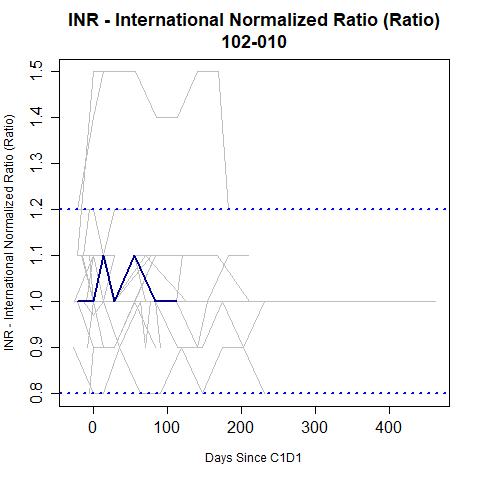 INR - International Normalized Ratio (Ratio)
102-010
INR - International Normalized Ratio (Ratio)
1.5
1.4
1.3
1.2
1.1
1.0
0.9
0.8
0 100 200 300 400
Days Since C1D1